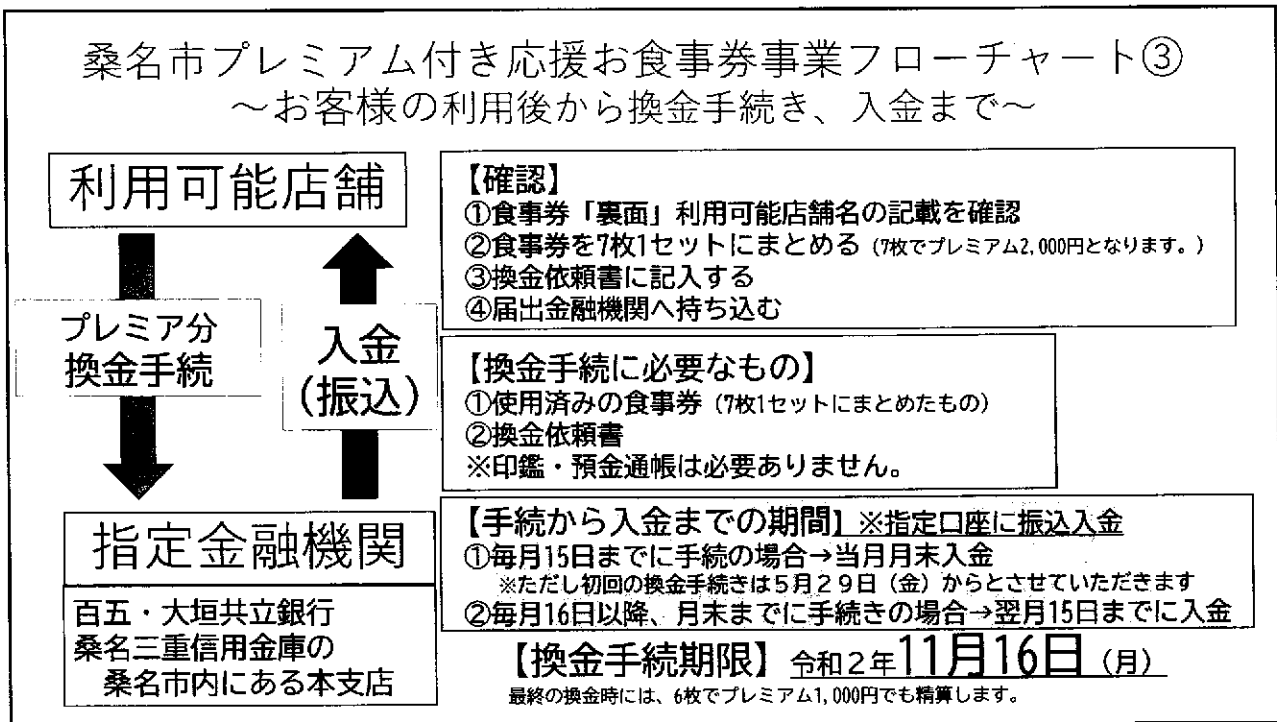 桑名市プレミアム付き応援お食事券事業フローチャート③
～お客様の利用後から換金手続き、入金まで～
利用可能店舗
プレミア分
換金手続
入金
(振込)
指定金融機関
百五・大垣共立銀行
桑名三重信用金庫の
桑名市内にある本支店
【確認】
①食事券「裏面」利用可能店舗名の記載を確認
②食事券を7枚1セットにまとめる（7枚でプレミアム2,000円となります。）
③換金依頼書に記入する
④届出金融機関へ持ち込む
【換金手続に必要なもの】
①使用済みの食事券（7枚1セットにまとめたもの）
②換金依頼書
※印鑑・預金通帳は必要ありません。
【手続から入金までの期間】※指定口座に振込入金
①毎月15日までに手続の場合→当月月末入金
※ただし初回の換金手続きは５月２９日（金）からとさせていただきます
②毎月16日以降、月末までに手続きの場合→翌月15日までに入金
【換金手続期限】令和２年11月16日（月）
最終の換金時には、6枚でプレミアム1,000円でも精算します。